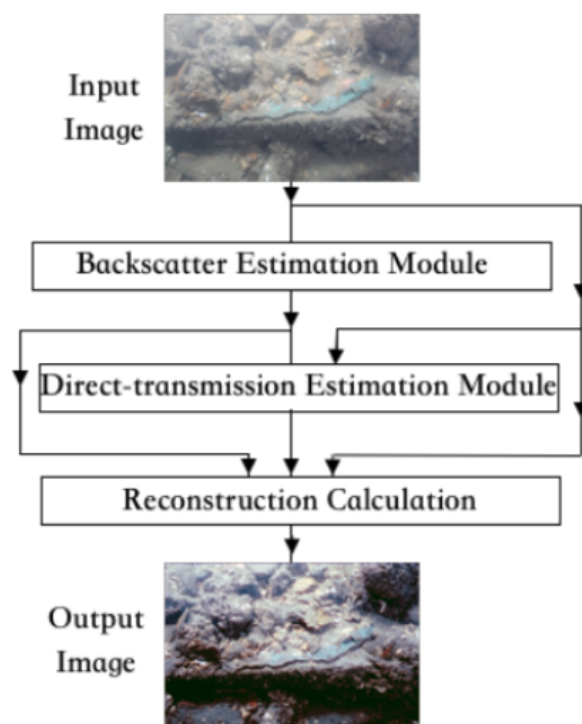 Input
Image
Backscatter Estimation Module
Direct-transmission Estimation Module
Reconstruction Calculation
Output
Image